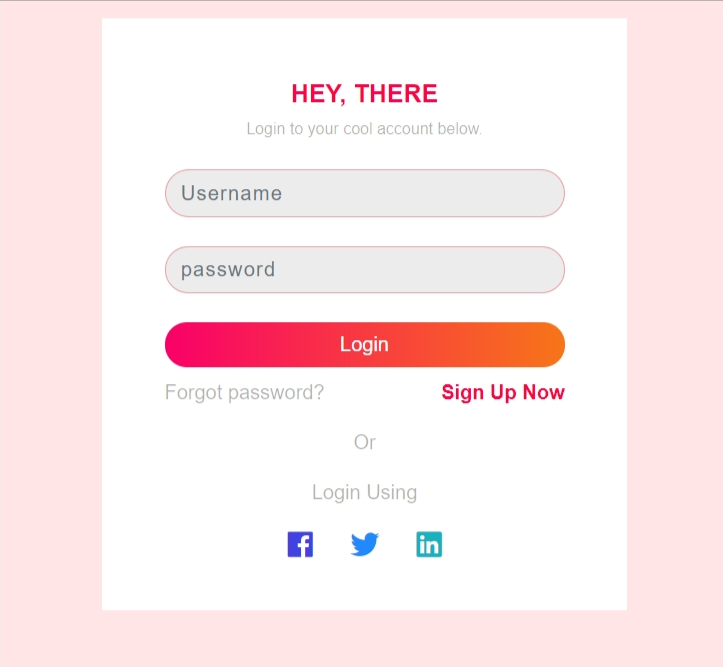 HEY, THERE
Login to your cool account below.
Username
password
Login
Forgot password? Sign Up Now
Or
Login Using
f in